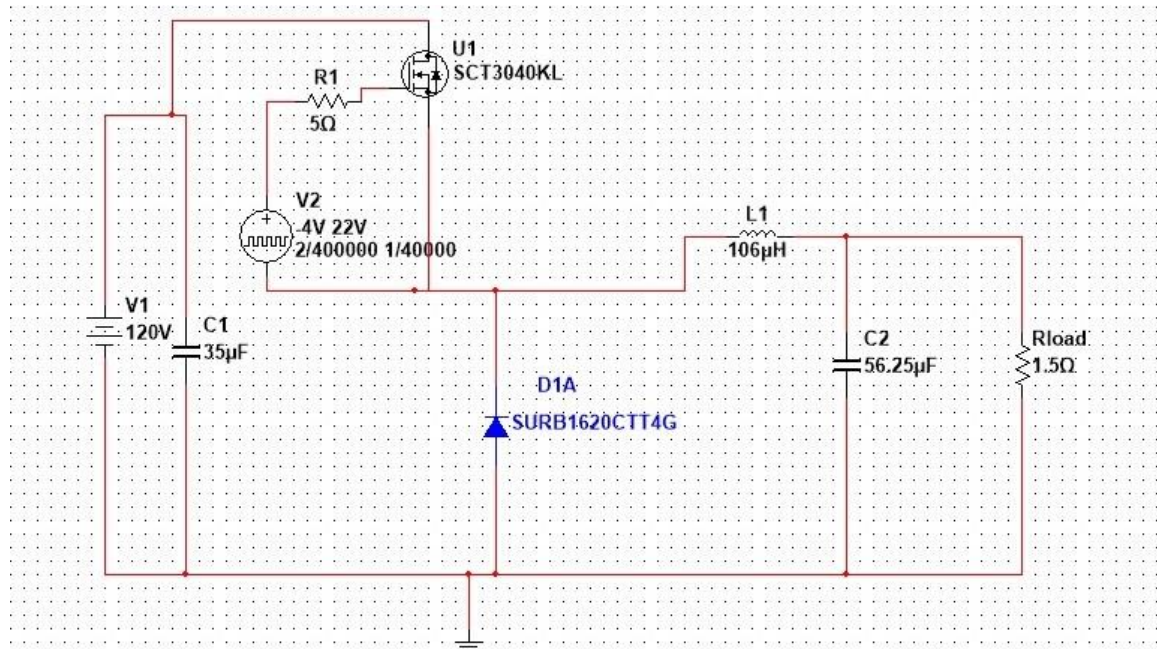 U1
SCT3040KL
R1
5Ω
V2
-4V 22V
2/400000 1/40000
L1
106µH
V1
120V
C1
35µF
C2
56.25µF
Rload
1.5Ω
D1A
SURB1620CTT4G